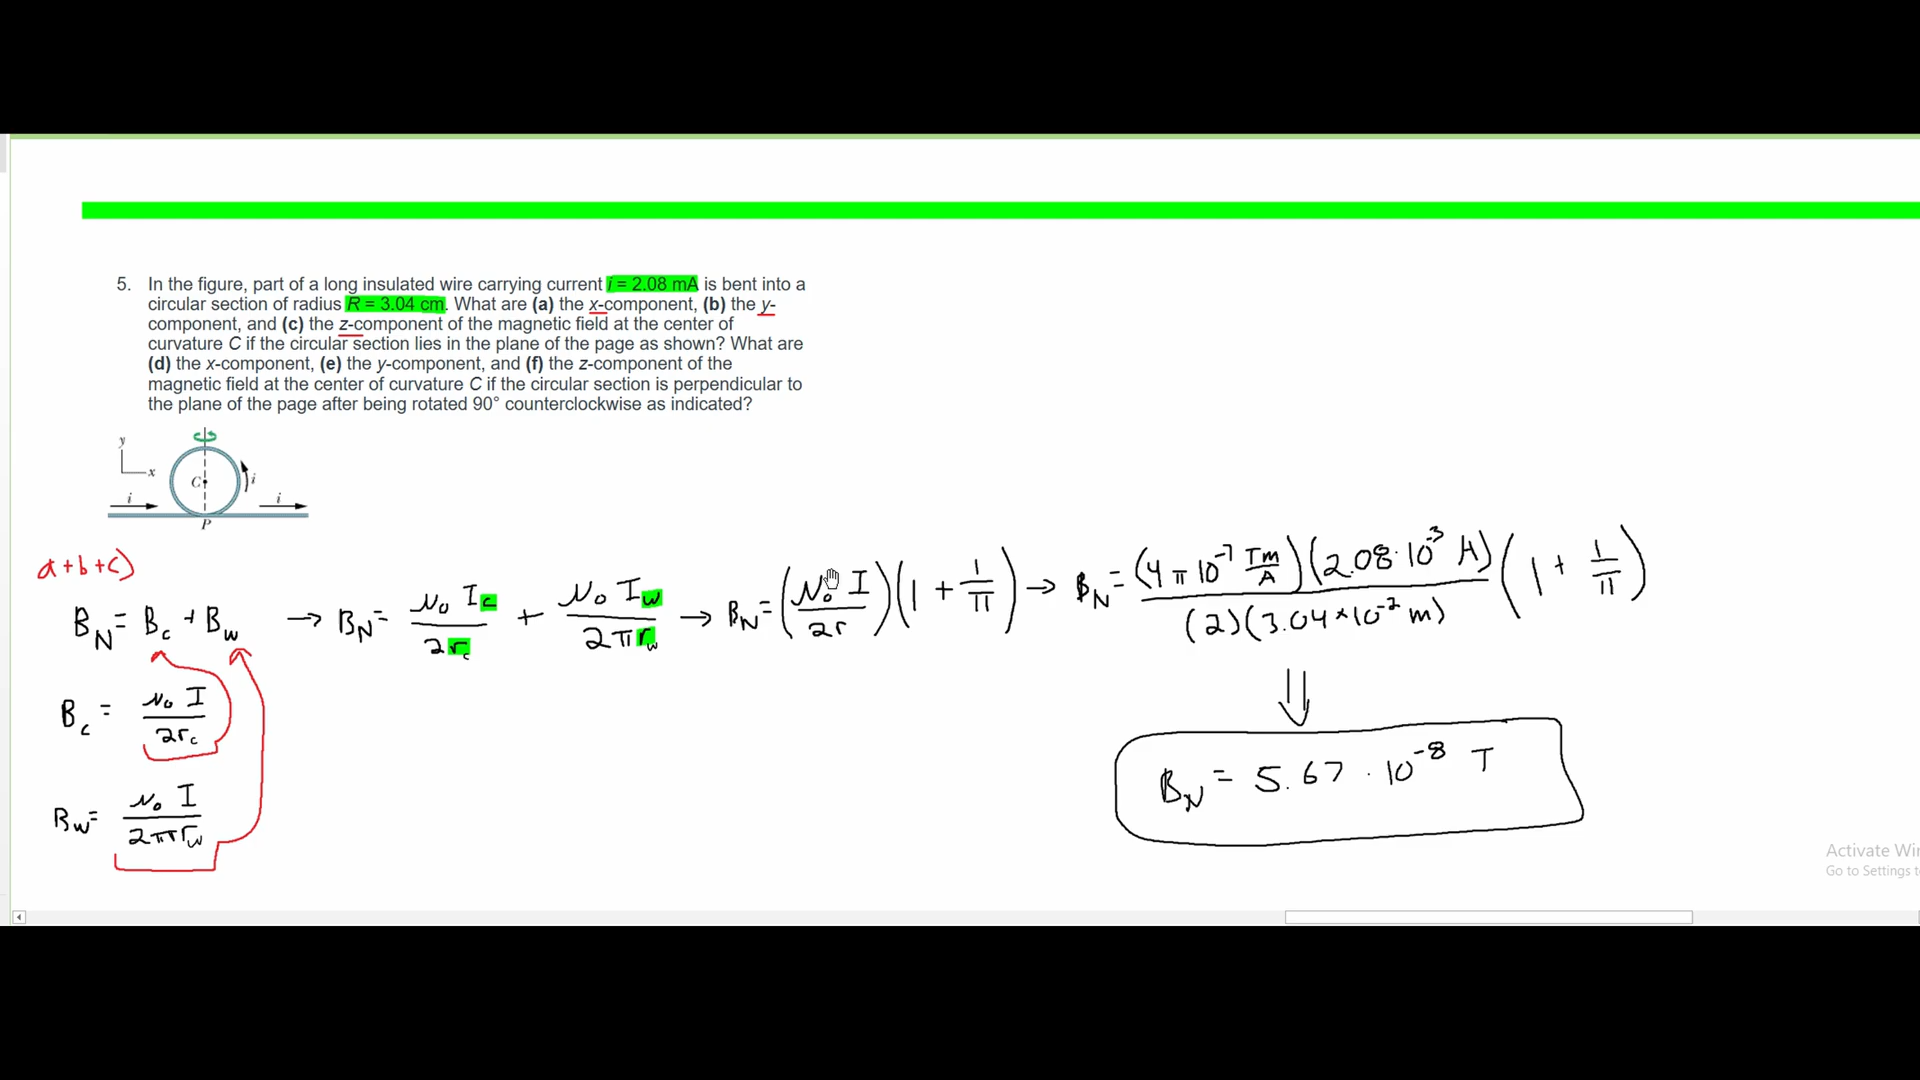 5. In the figure, part of a long insulated wire carrying current i = 2.08 mA is bent into a
circular section of radius R = 3.04 cm. What are (a) the x-component, (b) the y-
component, and (c) the z-component of the magnetic field at the center of
curvature C if the circular section lies in the plane of the page as shown? What are
(d) the x-component, (e) the y-component, and (f) the z-component of the
magnetic field at the center of curvature C if the circular section is perpendicular to
the plane of the page after being rotated 90° counterclockwise as indicated?
y
x
C
i
i
i
P
a+b+c)
B_N = B_c + B_w → B_N = μ₀ I_c / 2r_c + μ₀ I_w / 2πr_w → B_N = (μ₀ I / 2r)(1 + 1/π) → B_N = (4π10⁻⁷ Tm/A)(2.08·10⁻³ A) / (2)(3.04×10⁻² m) (1 + 1/π)
B_c = μ₀ I / 2r_c
B_w = μ₀ I / 2πr_w
B_N = 5.67 · 10⁻⁸ T
Activate Wi
Go to Settings t